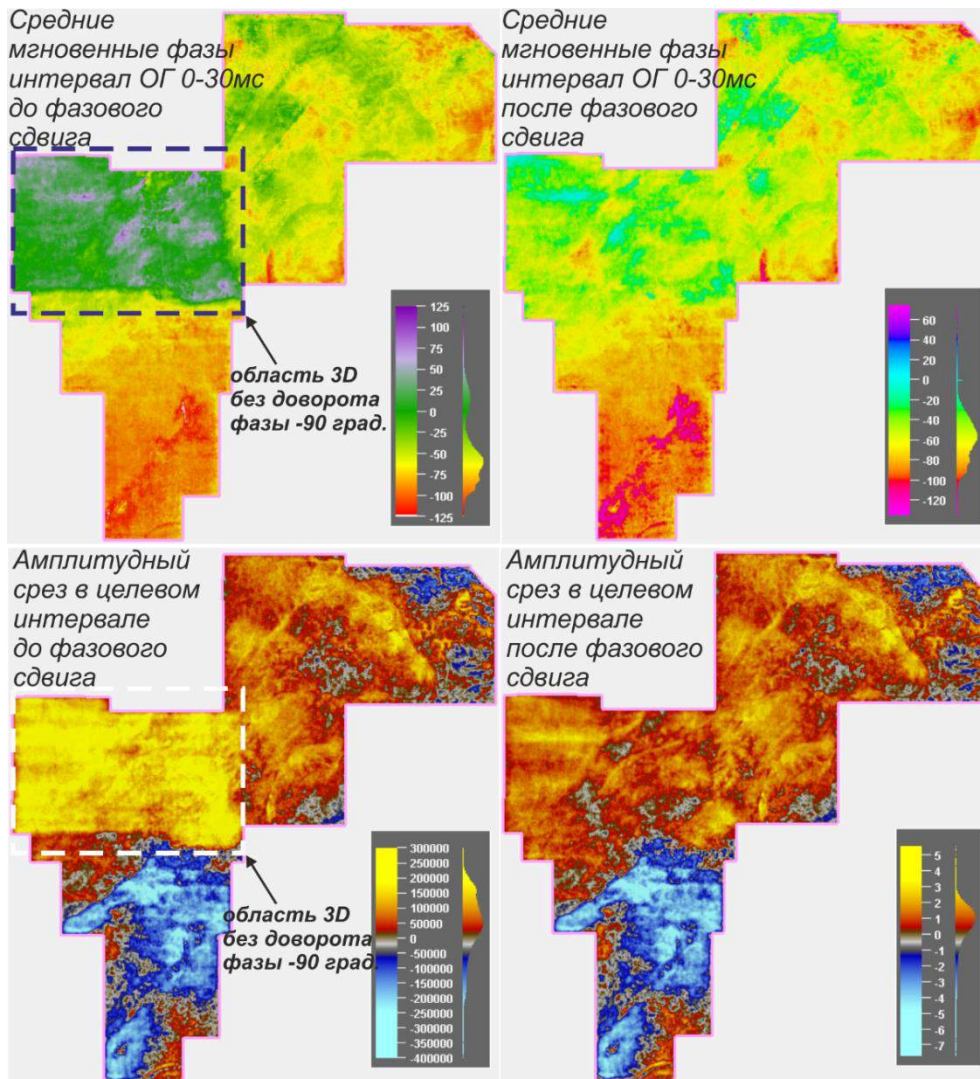 Средние
мгновенные фазы
интервал ОГ 0-30мс
до фазового
сдвига
область 3D
без доворота
фазы -90 град.
125
100
75
50
25
0
-25
-50
-75
-100
-125
Средние
мгновенные фазы
интервал ОГ 0-30мс
после фазового
сдвига
60
40
20
0
-20
-40
-60
-80
-100
-120
Амплитудный
срез в целевом
интервале
до фазового
сдвига
область 3D
без доворота
фазы -90 град.
300000
250000
200000
150000
100000
50000
0
-50000
-100000
-150000
-200000
-250000
-300000
-350000
-400000
Амплитудный
срез в целевом
интервале
после фазового
сдвига
5
4
3
2
1
0
-1
-2
-3
-4
-5
-6
-7